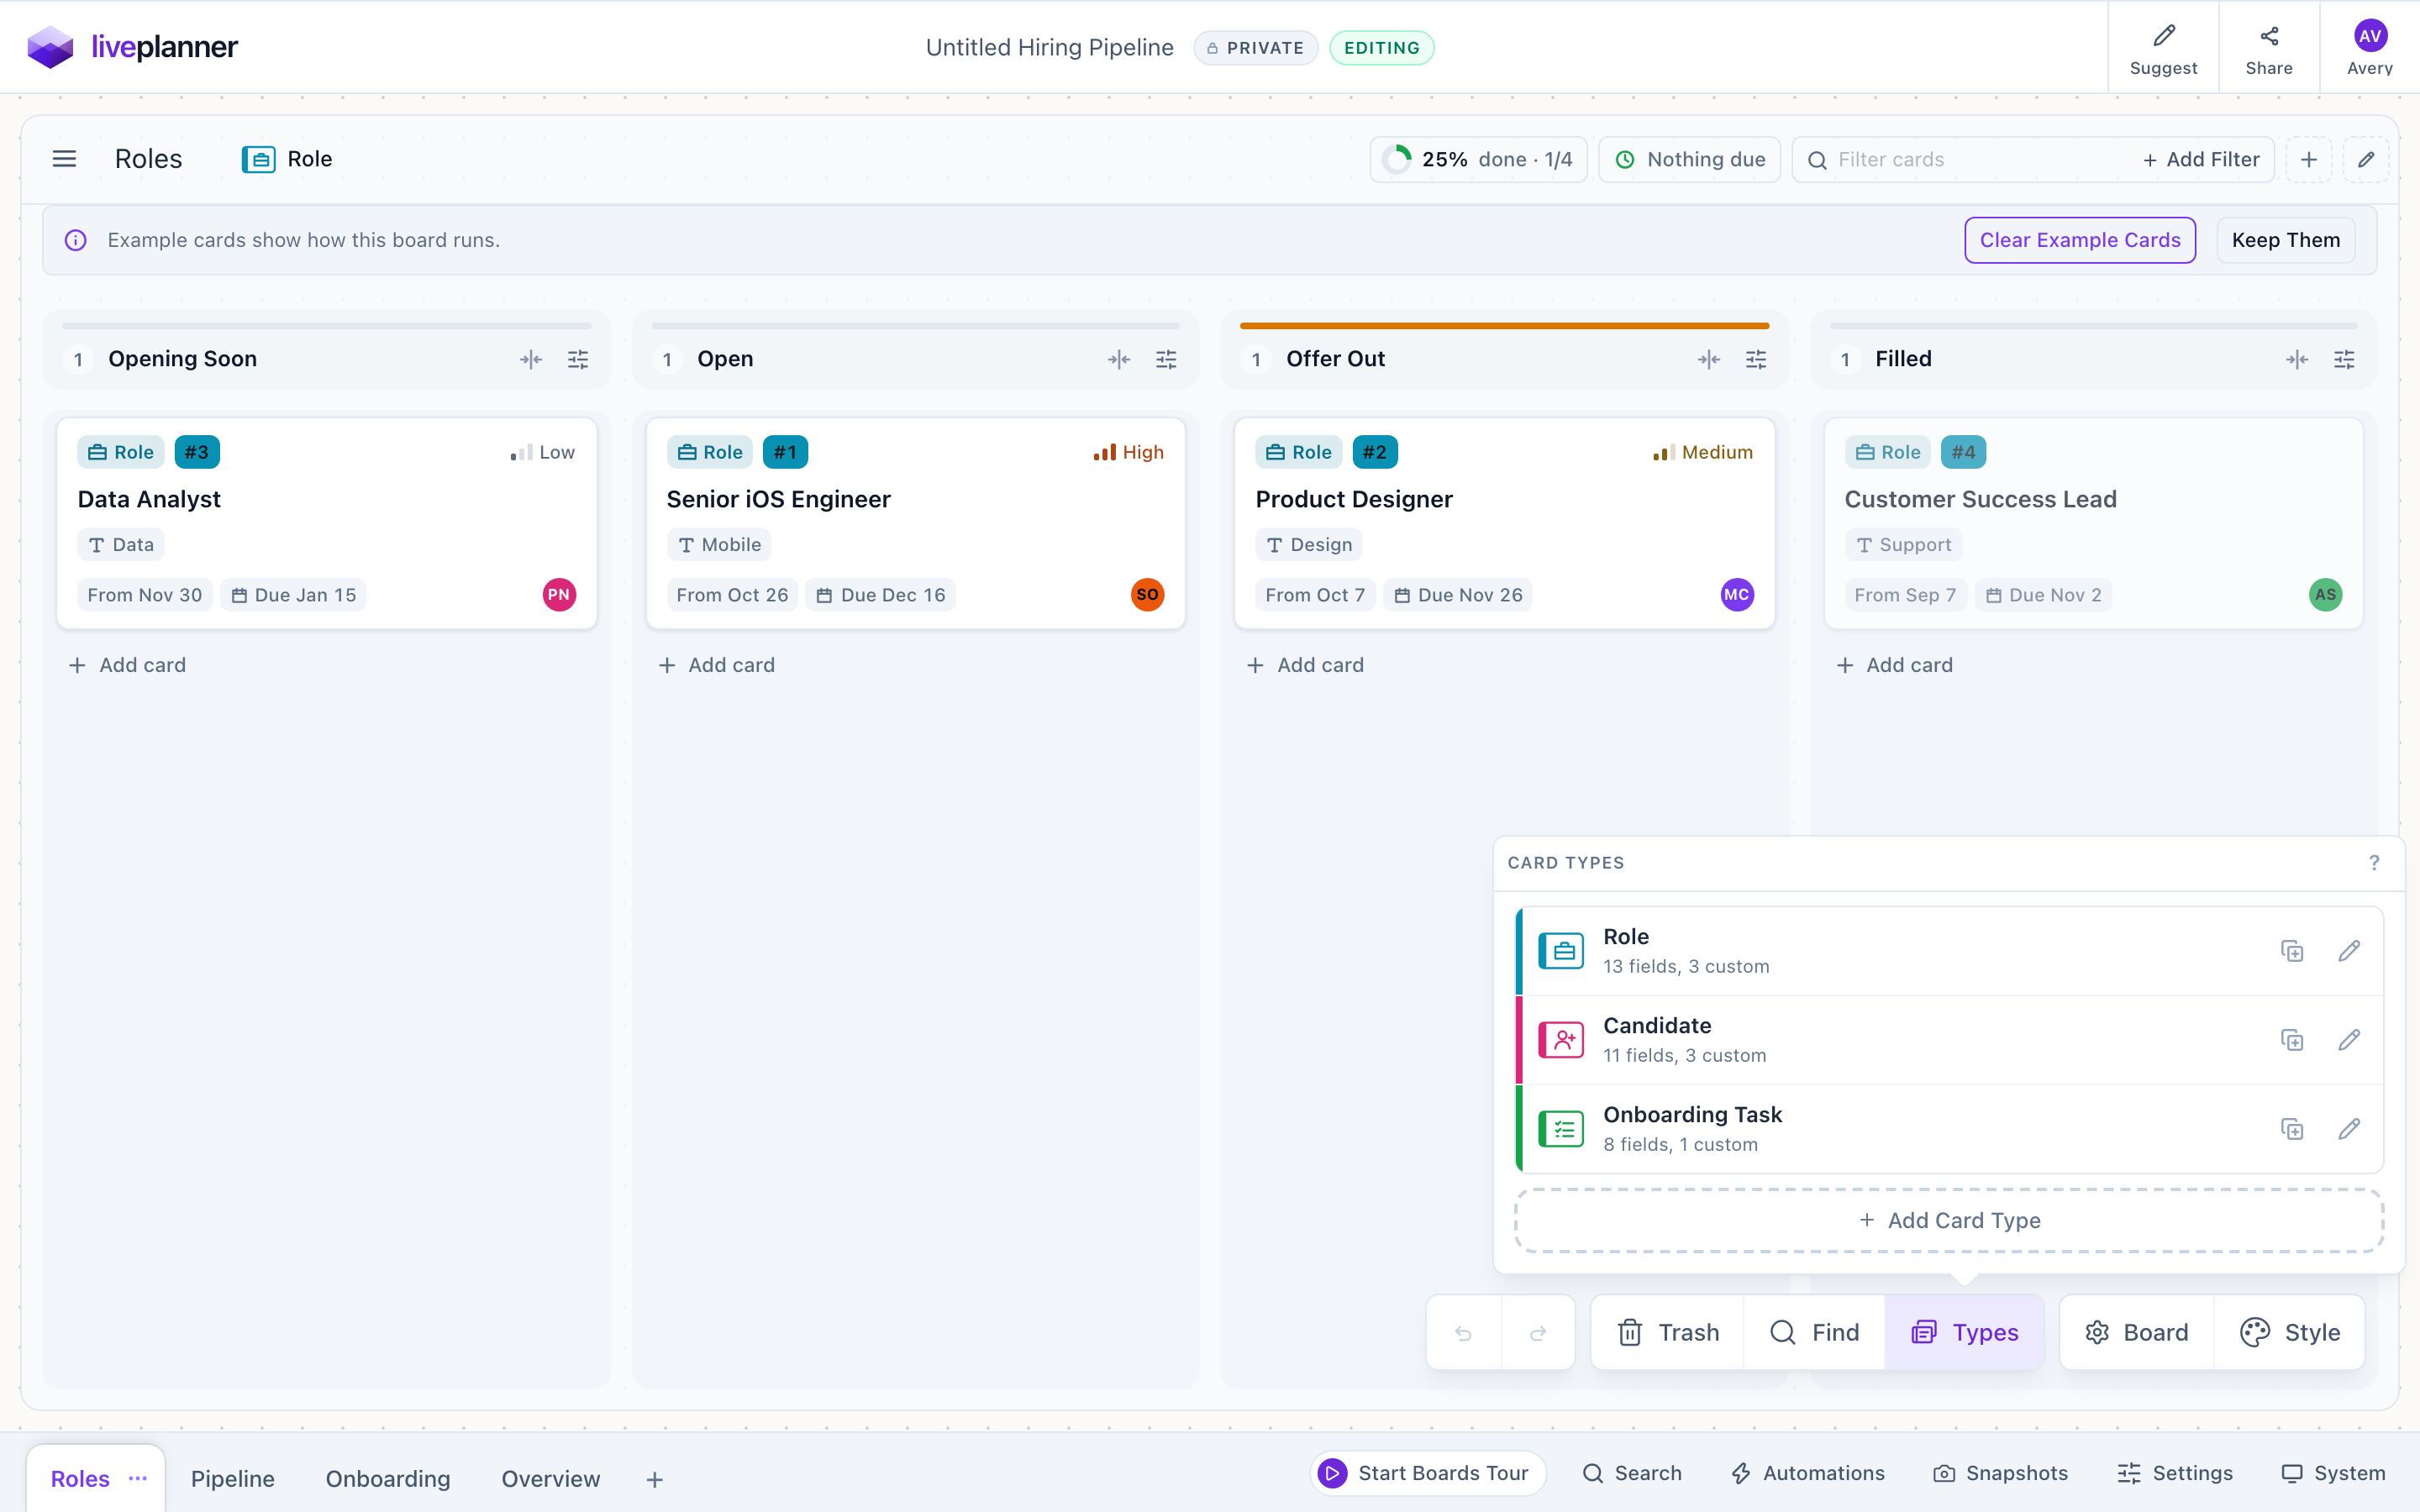 liveplanner
Untitled Hiring Pipeline
PRIVATE
EDITING
Suggest
Share
AV
Avery
Roles
Role
25% done · 1/4
Nothing due
Filter cards
+ Add Filter
Example cards show how this board runs.
Clear Example Cards
Keep Them
1 Opening Soon
1 Open
1 Offer Out
1 Filled
Role #3 Low
Data Analyst
Data
From Nov 30 Due Jan 15 PN
+ Add card
Role #1 High
Senior iOS Engineer
Mobile
From Oct 26 Due Dec 16 SO
+ Add card
Role #2 Medium
Product Designer
Design
From Oct 7 Due Nov 26 MC
+ Add card
Role #4
Customer Success Lead
Support
From Sep 7 Due Nov 2 AS
+ Add card
CARD TYPES ?
Role
13 fields, 3 custom
Candidate
11 fields, 3 custom
Onboarding Task
8 fields, 1 custom
+ Add Card Type
Trash
Find
Types
Board
Style
Roles
Pipeline
Onboarding
Overview
+
Start Boards Tour
Search
Automations
Snapshots
Settings
System